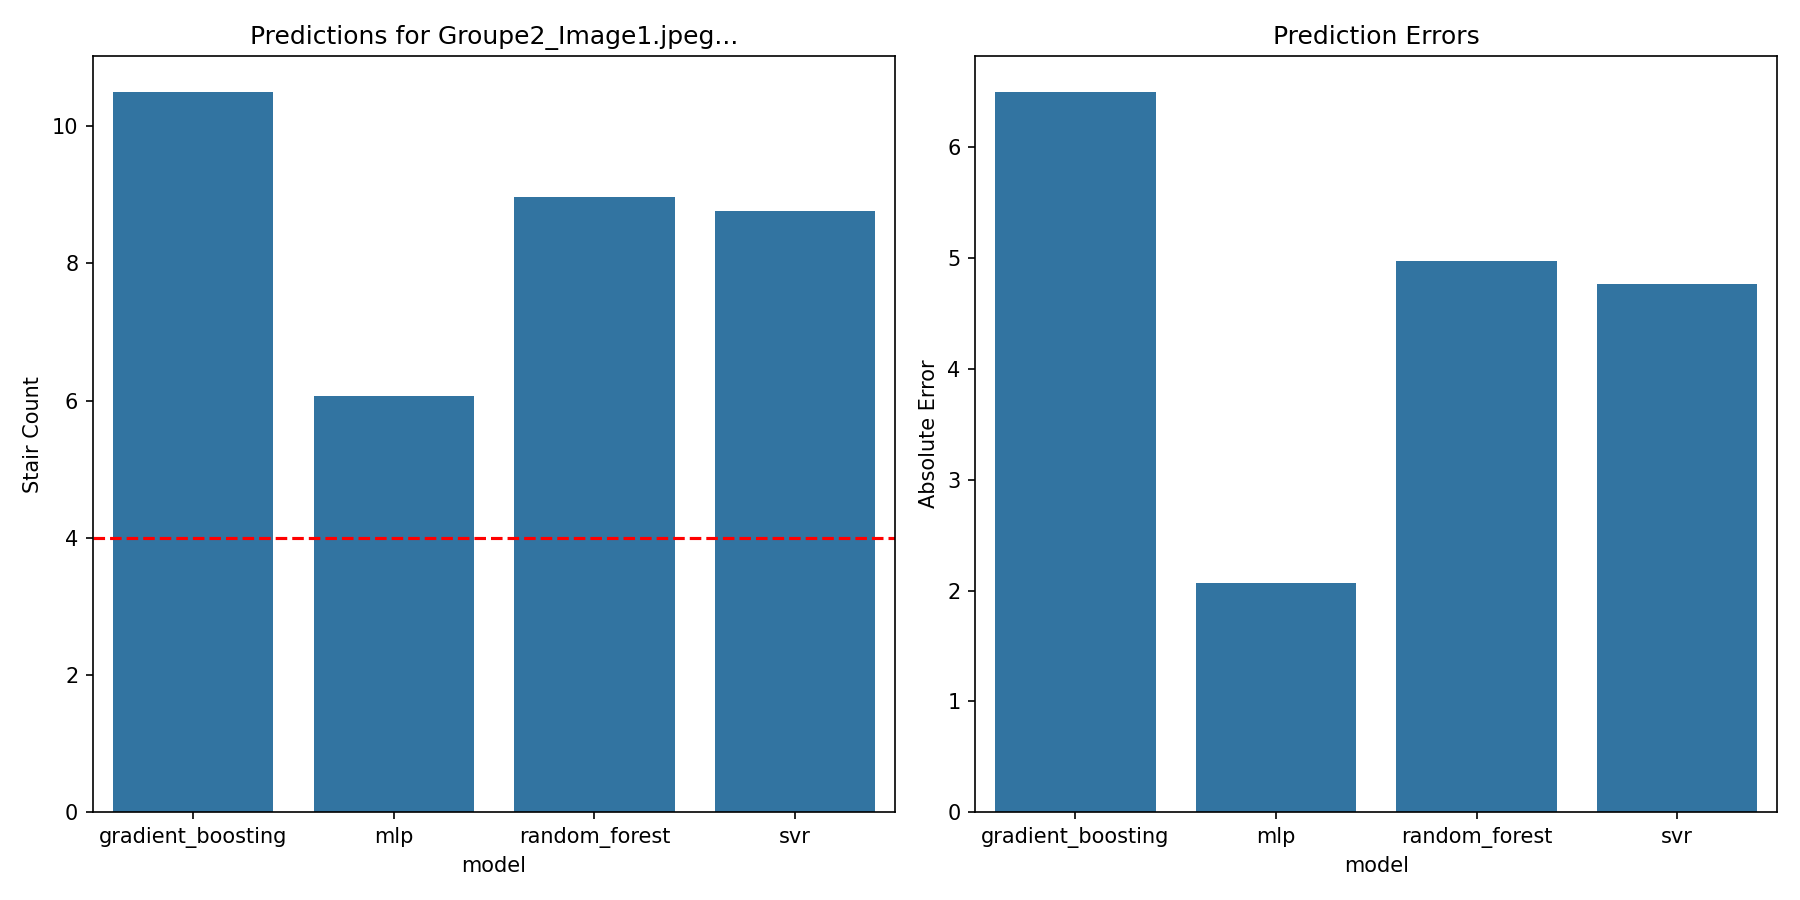 Predictions for Groupe2_Image1.jpeg...
Stair Count
10
8
6
4
2
0
gradient_boosting mlp random_forest svr
model
Prediction Errors
Absolute Error
6
5
4
3
2
1
0
gradient_boosting mlp random_forest svr
model